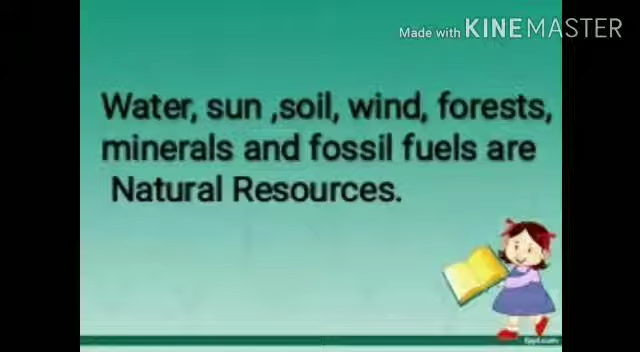 Made with KINEMASTER
Water, sun ,soil, wind, forests,
minerals and fossil fuels are
Natural Resources.